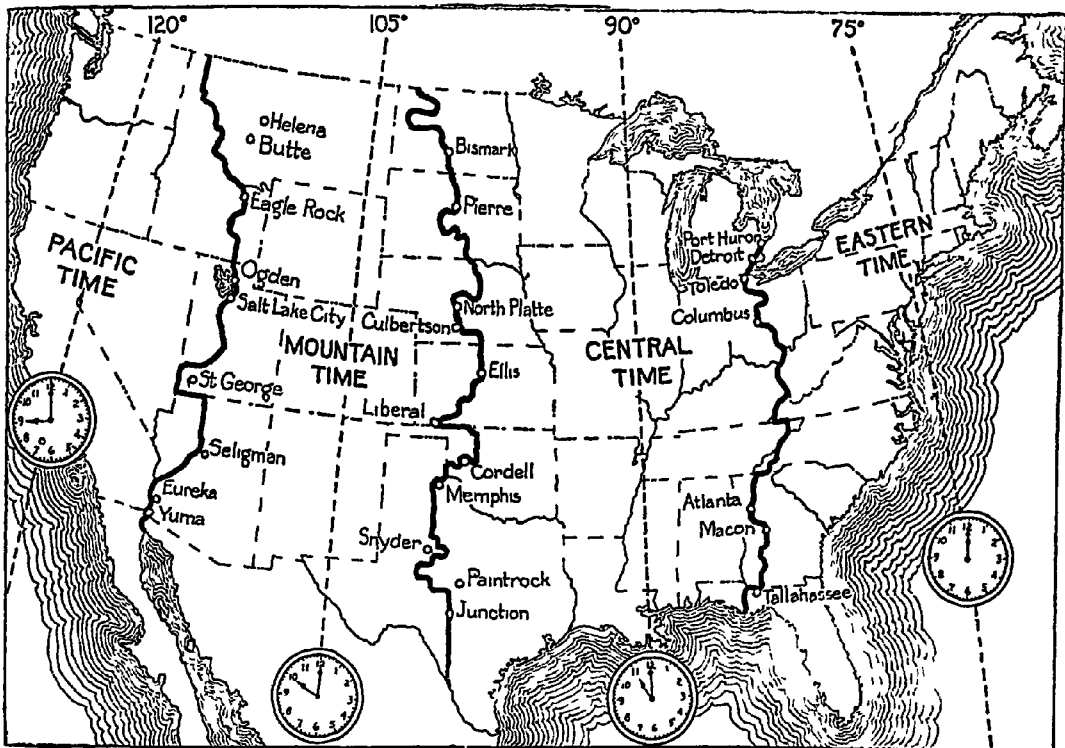 120°
105°
90°
75°
Helena
Butte
Bismark
Eagle Rock
Pierre
PACIFIC
TIME
Port Huron
Detroit
EASTERN
TIME
Ogden
Toledo
Salt Lake City
North Platte
Columbus
Culbertson
MOUNTAIN
TIME
CENTRAL
TIME
Ellis
St George
Liberal
Seligman
Cordell
Memphis
Eureka
Yuma
Atlanta
Macon
Snyder
Paintrock
Tallahassee
Junction